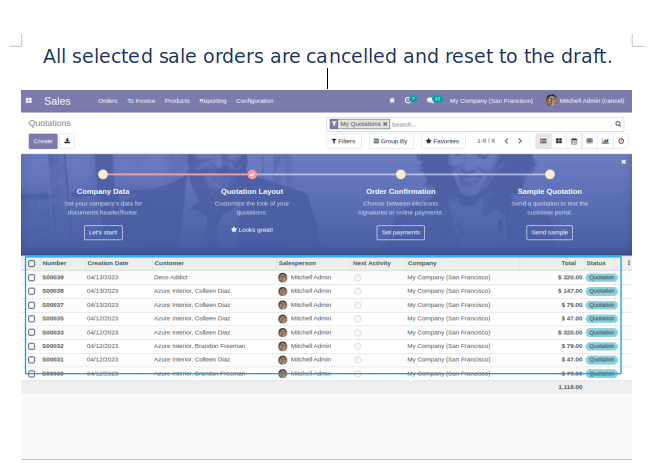 All selected sale orders are cancelled and reset to the draft.
Sales Orders To Invoice Products Reporting Configuration 7 12 My Company (San Francisco) Mitchell Admin (cancel)
Quotations My Quotations Search...
Create Filters Group By Favorites 1-8 / 8
Company Data Quotation Layout Order Confirmation Sample Quotation
Set your company's data for Customize the look of your Choose between electronic Send a quotation to test the
documents header/footer. quotations. signatures or online payments. customer portal.
Let's start! Looks great! Set payments Send sample
Number Creation Date Customer Salesperson Next Activity Company Total Status
S00039 04/13/2023 Deco Addict Mitchell Admin My Company (San Francisco) $ 320.00 Quotation
S00038 04/13/2023 Azure Interior, Colleen Diaz Mitchell Admin My Company (San Francisco) $ 147.00 Quotation
S00037 04/13/2023 Azure Interior, Colleen Diaz Mitchell Admin My Company (San Francisco) $ 79.00 Quotation
S00035 04/12/2023 Azure Interior, Colleen Diaz Mitchell Admin My Company (San Francisco) $ 47.00 Quotation
S00033 04/12/2023 Azure Interior, Colleen Diaz Mitchell Admin My Company (San Francisco) $ 320.00 Quotation
S00032 04/12/2023 Azure Interior, Brandon Freeman Mitchell Admin My Company (San Francisco) $ 79.00 Quotation
S00031 04/12/2023 Azure Interior, Colleen Diaz Mitchell Admin My Company (San Francisco) $ 47.00 Quotation
S00030 04/12/2023 Azure Interior, Brandon Freeman Mitchell Admin My Company (San Francisco) $ 79.00 Quotation
1,118.00